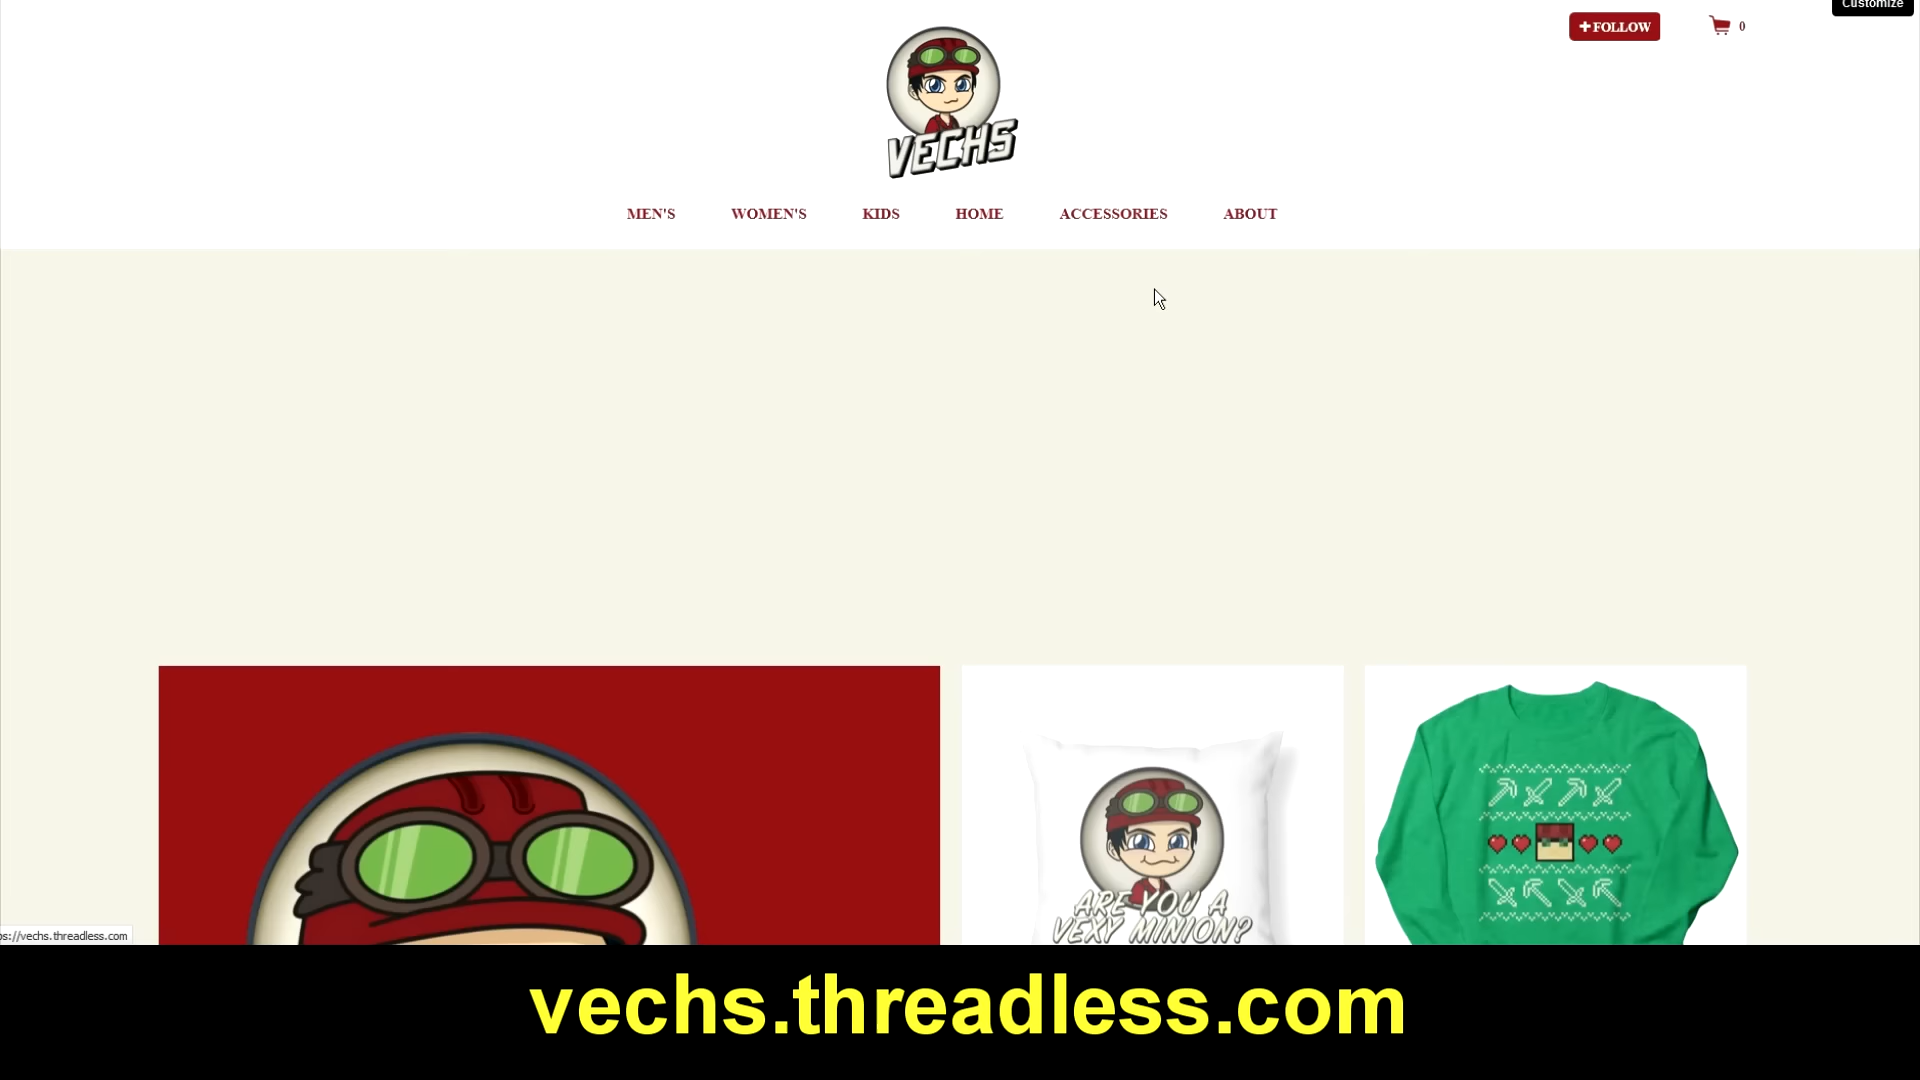 Customize
FOLLOW
0
VECHS
MEN'S
WOMEN'S
KIDS
HOME
ACCESSORIES
ABOUT
ARE YOU A
VEXY MINION?
ps://vechs.threadless.com
vechs.threadless.com